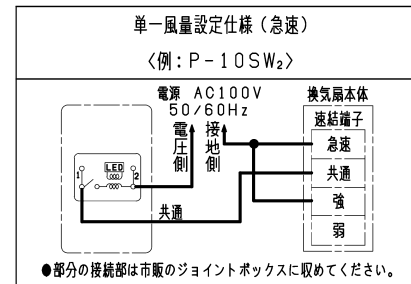 単一風量設定仕様（急速）
〈例：P－10SW₂〉
電源 AC100V
50/60Hz
電圧側
接地側
換気扇本体
速結端子
急速
共通
強
弱
LED
1
2
共通
●部分の接続部は市販のジョイントボックスに収めてください。